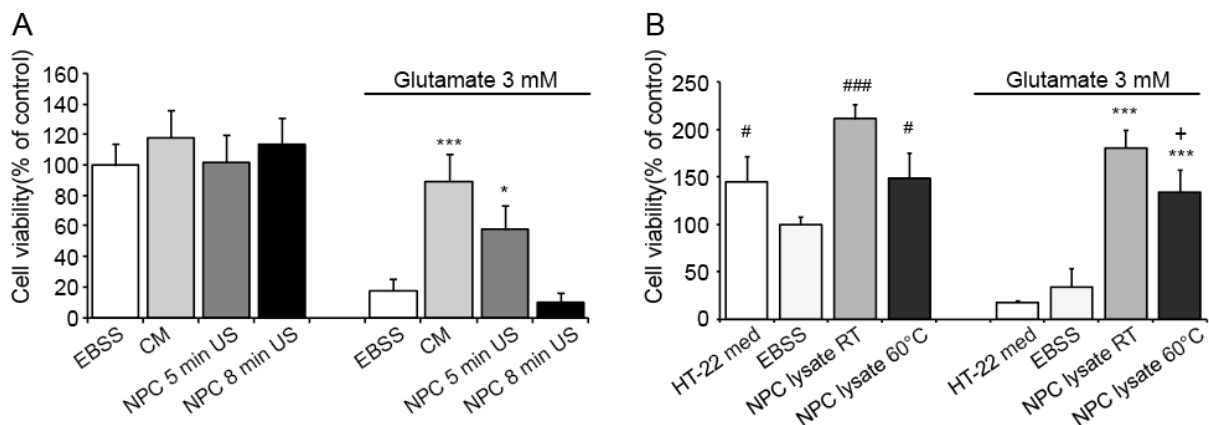 A
Cell viability(% of control)
160
140
120
100
80
60
40
20
0
Glutamate 3 mM
***
*
EBSS
CM
NPC 5 min US
NPC 8 min US
EBSS
CM
NPC 5 min US
NPC 8 min US
B
Cell viability(% of control)
250
200
150
100
50
0
Glutamate 3 mM
#
###
#
***
+
***
HT-22 med
EBSS
NPC lysate RT
NPC lysate 60°C
HT-22 med
EBSS
NPC lysate RT
NPC lysate 60°C